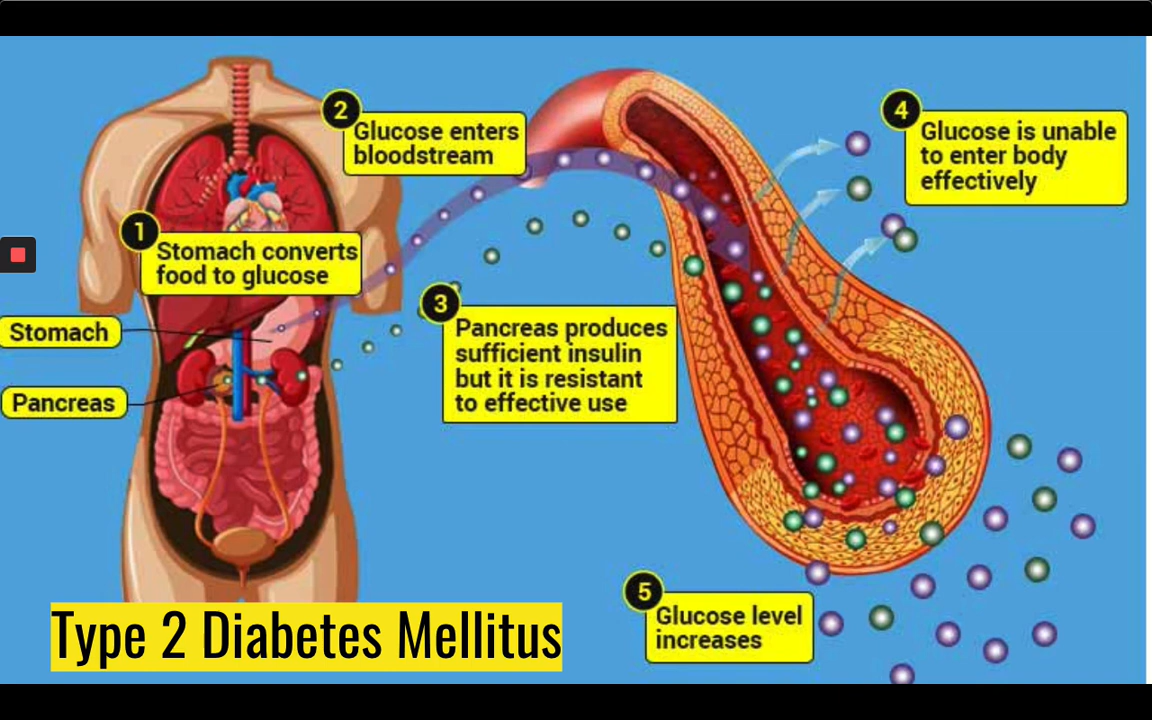 1
Stomach converts
food to glucose
2
Glucose enters
bloodstream
3
Pancreas produces
sufficient insulin
but it is resistant
to effective use
4
Glucose is unable
to enter body
effectively
5
Glucose level
increases
Stomach
Pancreas
Type 2 Diabetes Mellitus